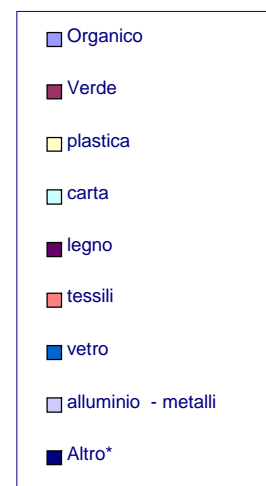 Organico
Verde
plastica
carta
legno
tessili
vetro
alluminio - metalli
Altro*